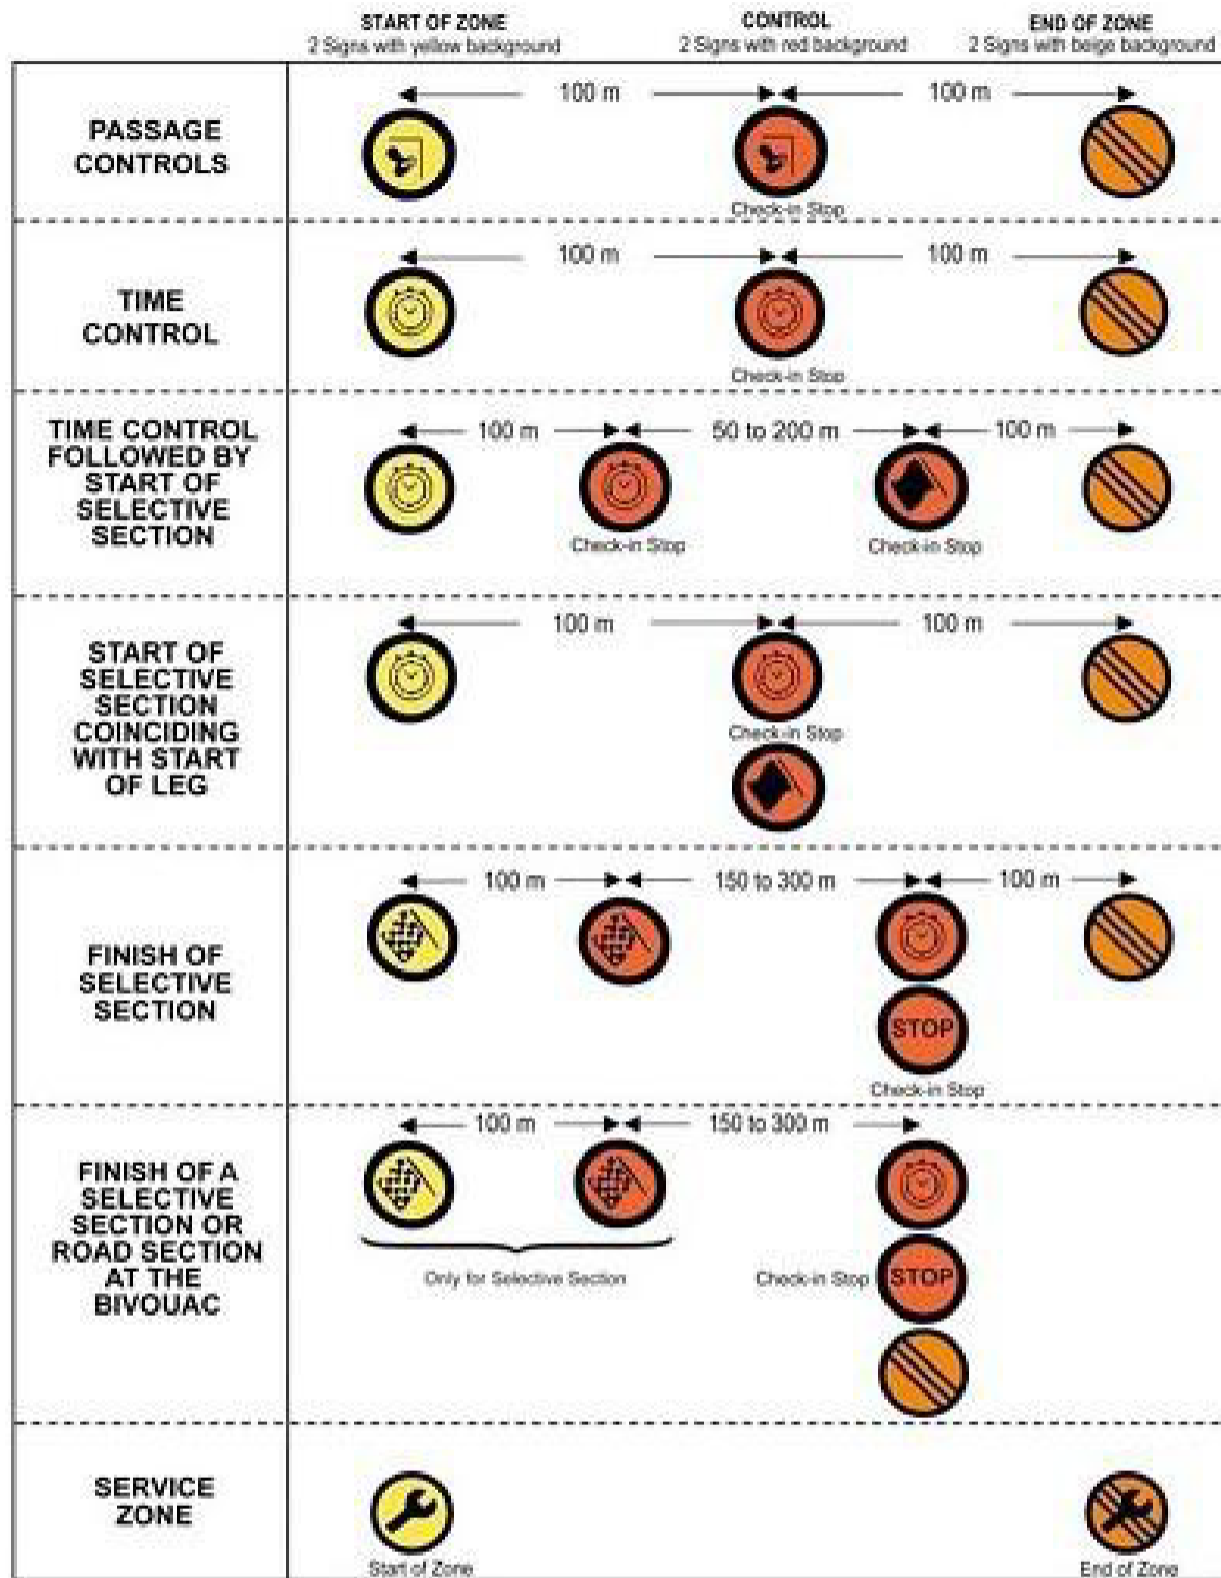 START OF ZONE
2 Signs with yellow background
CONTROL
2 Signs with red background
END OF ZONE
2 Signs with beige background
PASSAGE
CONTROLS
100 m
100 m
Check-in Stop
TIME
CONTROL
100 m
100 m
Check-in Stop
TIME CONTROL
FOLLOWED BY
START OF
SELECTIVE
SECTION
100 m
50 to 200 m
100 m
Check-in Stop
Check-in Stop
START OF
SELECTIVE
SECTION
COINCIDING
WITH START
OF LEG
100 m
100 m
Check-in Stop
FINISH OF
SELECTIVE
SECTION
100 m
150 to 300 m
100 m
STOP
Check-in Stop
FINISH OF A
SELECTIVE
SECTION OR
ROAD SECTION
AT THE
BIVOUAC
100 m
150 to 300 m
Only for Selective Section
Check-in Stop
STOP
SERVICE
ZONE
Start of Zone
End of Zone